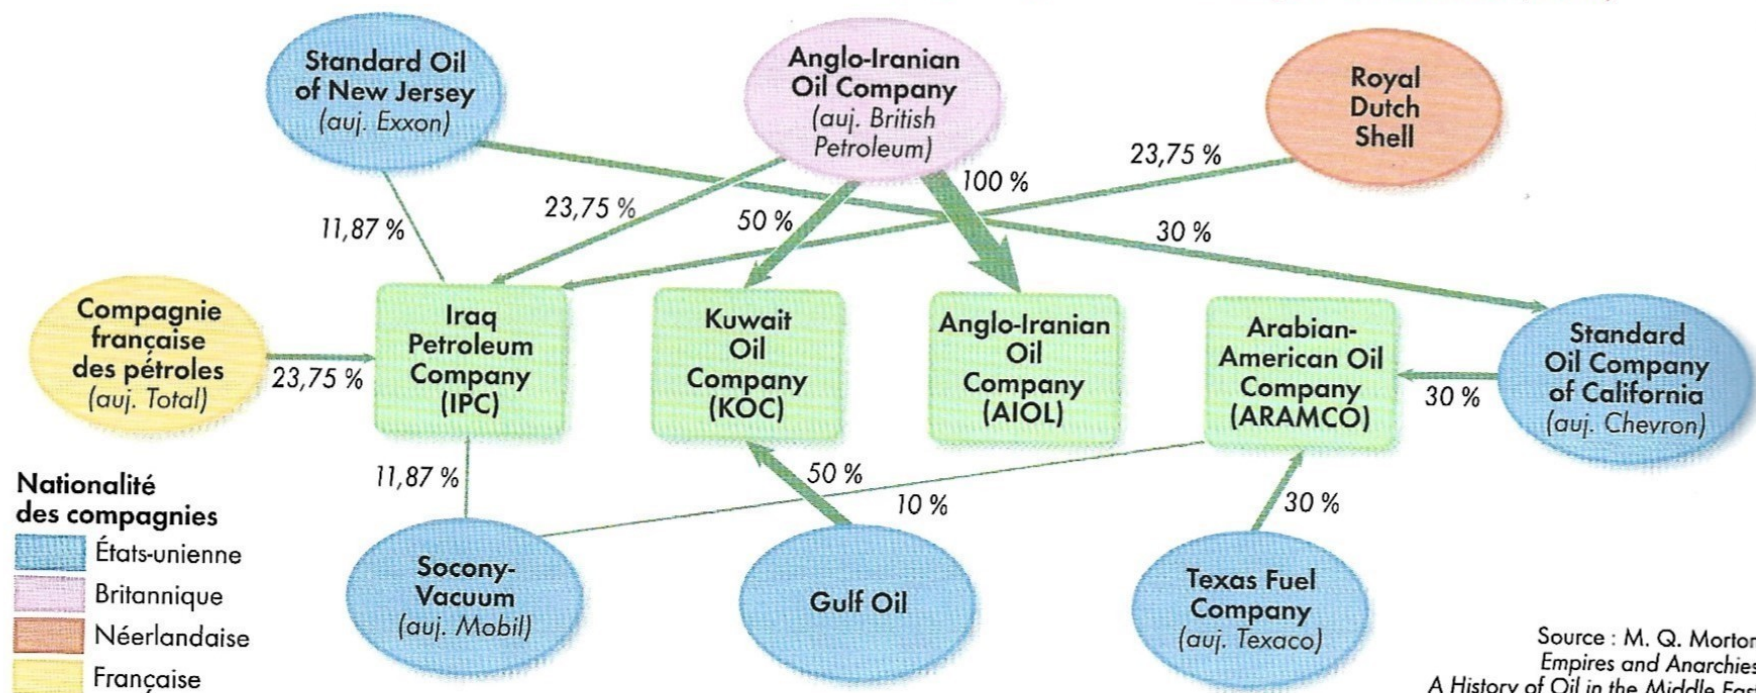 Standard Oil
of New Jersey
(auj. Exxon)
Anglo-Iranian
Oil Company
(auj. British
Petroleum)
Royal
Dutch
Shell
11,87 %
23,75 %
50 %
100 %
23,75 %
30 %
Compagnie
française
des pétroles
(auj. Total)
23,75 %
Iraq
Petroleum
Company
(IPC)
Kuwait
Oil
Company
(KOC)
Anglo-Iranian
Oil
Company
(AIOL)
Arabian-
American Oil
Company
(ARAMCO)
30 %
Standard
Oil Company
of California
(auj. Chevron)
11,87 %
50 %
10 %
30 %
Socony-
Vacuum
(auj. Mobil)
Gulf Oil
Texas Fuel
Company
(auj. Texaco)
Nationalité
des compagnies
États-unienne
Britannique
Néerlandaise
Française
Source : M. Q. Morton
Empires and Anarchies
A History of Oil in the Middle East